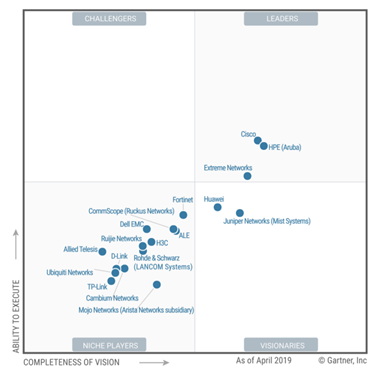 CHALLENGERS
LEADERS
Cisco
HPE (Aruba)
Extreme Networks
Fortinet
Huawei
CommScope (Ruckus Networks)
Juniper Networks (Mist Systems)
Dell EMC
ALE
Ruijie Networks
H3C
Allied Telesis
D-Link
Rohde & Schwarz
(LANCOM Systems)
Ubiquiti Networks
TP-Link
Cambium Networks
Mojo Networks (Arista Networks subsidiary)
ABILITY TO EXECUTE
NICHE PLAYERS
VISIONARIES
COMPLETENESS OF VISION
As of April 2019
© Gartner, Inc